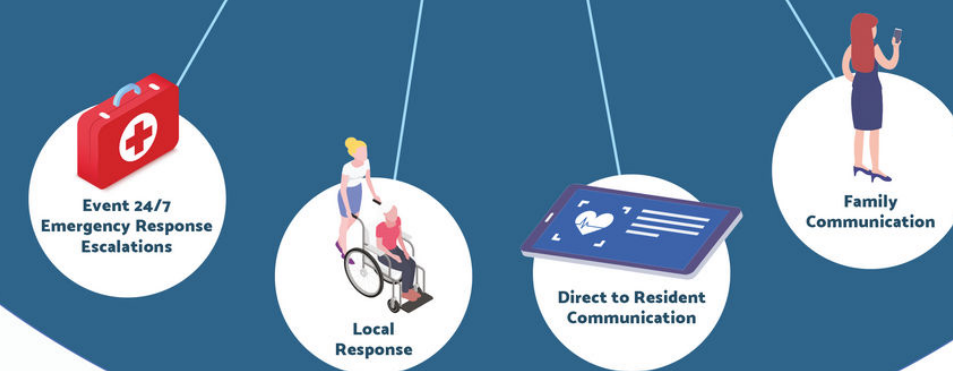 Event 24/7
Emergency Response
Escalations
Local
Response
Direct to Resident
Communication
Family
Communication